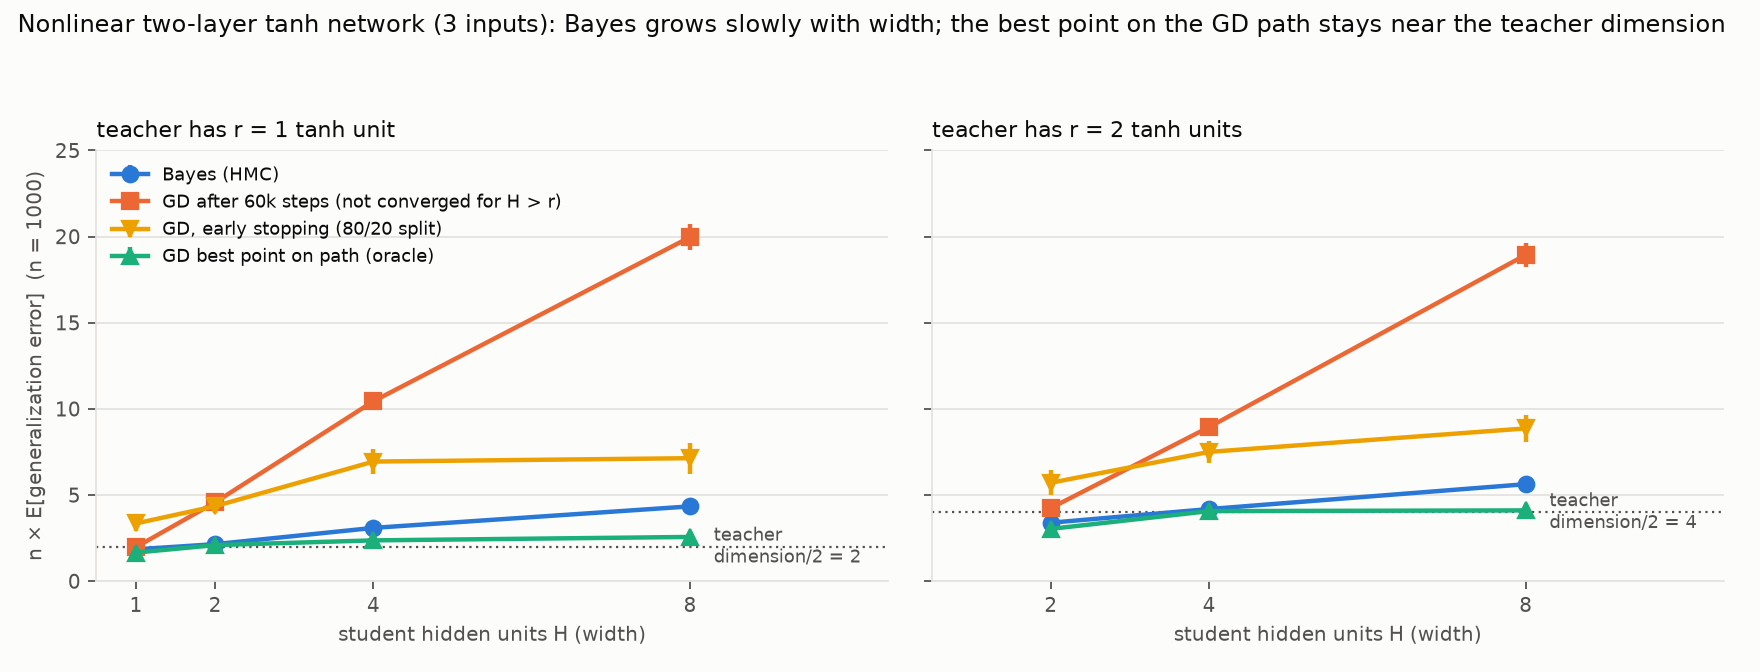 Nonlinear two-layer tanh network (3 inputs): Bayes grows slowly with width; the best point on the GD path stays near the teacher dimension
teacher has r = 1 tanh unit
25
20
15
10
5
0
n × E[generalization error]  (n = 1000)
Bayes (HMC)
GD after 60k steps (not converged for H > r)
GD, early stopping (80/20 split)
GD best point on path (oracle)
teacher
dimension/2 = 2
1 2 4 8
student hidden units H (width)
teacher has r = 2 tanh units
teacher
dimension/2 = 4
2 4 8
student hidden units H (width)